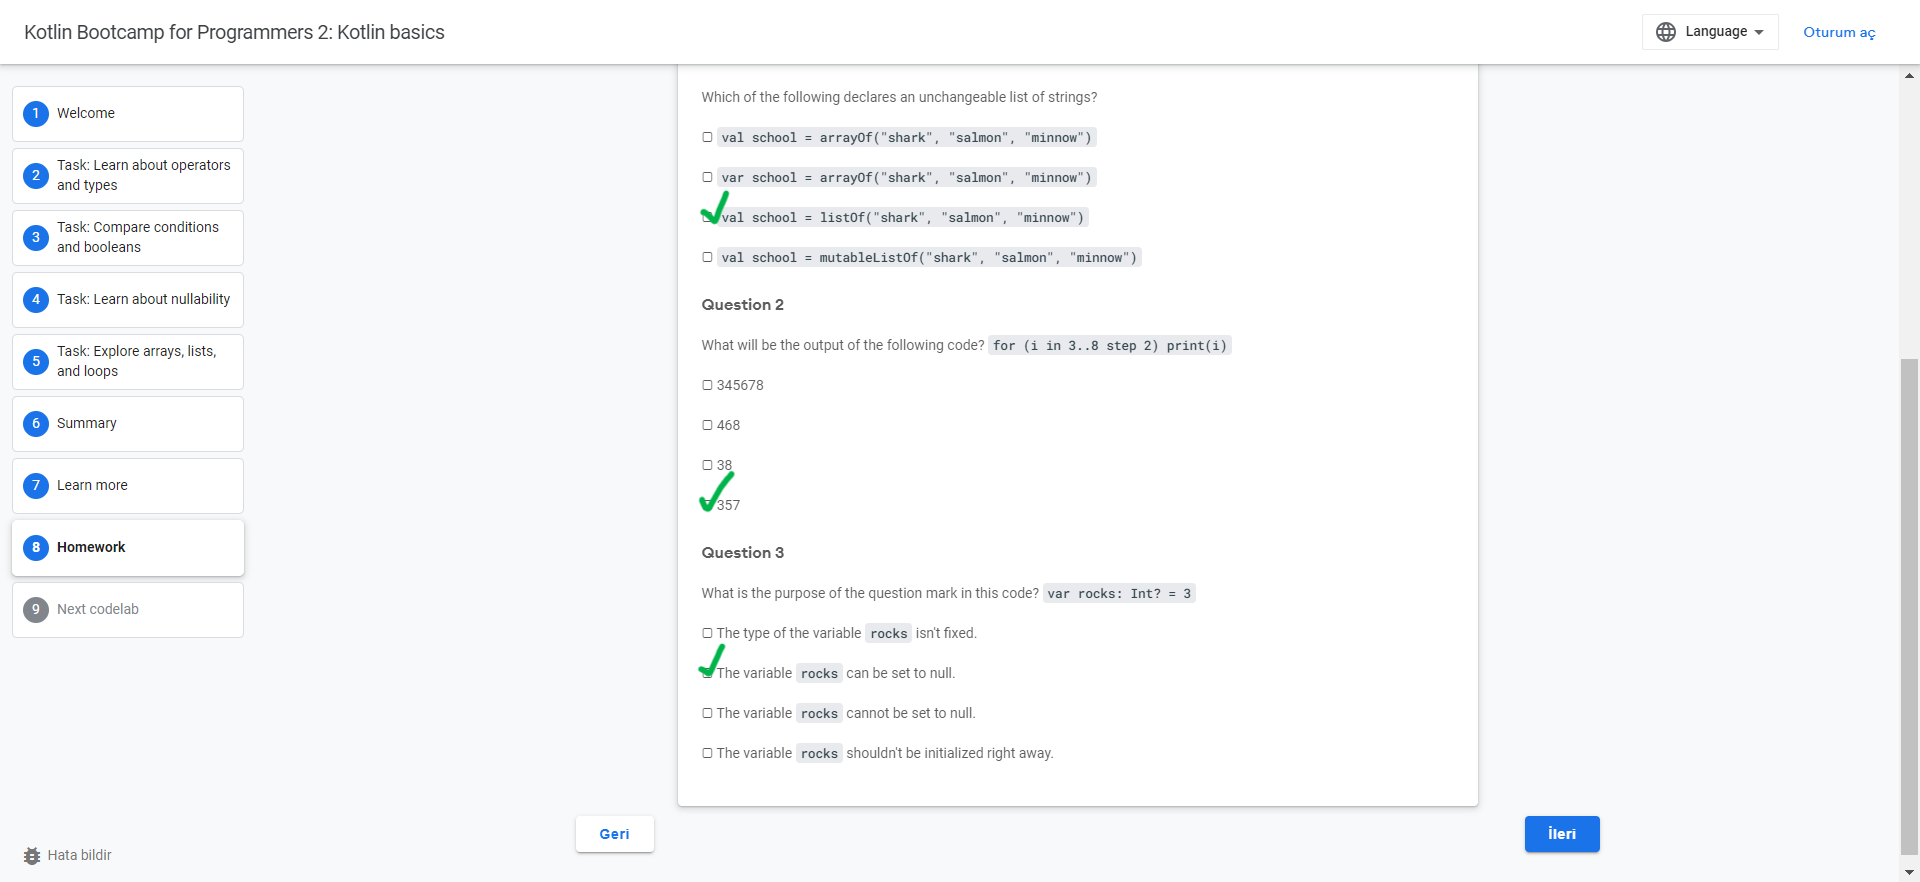 Kotlin Bootcamp for Programmers 2: Kotlin basics
Language
Oturum aç
1 Welcome
2 Task: Learn about operators
and types
3 Task: Compare conditions
and booleans
4 Task: Learn about nullability
5 Task: Explore arrays, lists,
and loops
6 Summary
7 Learn more
8 Homework
9 Next codelab
Hata bildir
Which of the following declares an unchangeable list of strings?
val school = arrayOf("shark", "salmon", "minnow")
var school = arrayOf("shark", "salmon", "minnow")
val school = listOf("shark", "salmon", "minnow")
val school = mutableListOf("shark", "salmon", "minnow")
Question 2
What will be the output of the following code? for (i in 3..8 step 2) print(i)
345678
468
38
357
Question 3
What is the purpose of the question mark in this code? var rocks: Int? = 3
The type of the variable rocks isn't fixed.
The variable rocks can be set to null.
The variable rocks cannot be set to null.
The variable rocks shouldn't be initialized right away.
Geri
İleri